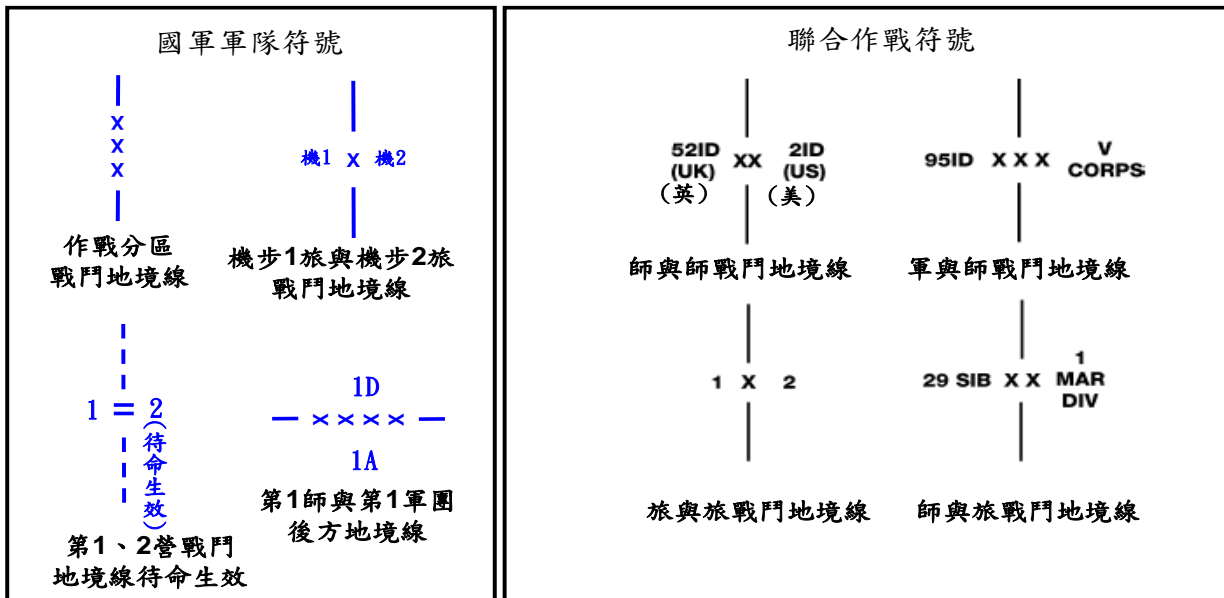 國軍軍隊符號
x
x
x
作戰分區
戰鬥地境線
機1 x 機2
機步1旅與機步2旅
戰鬥地境線
1 = 2
(待命生效)
第1、2營戰鬥
地境線待命生效
1D
x x x x
1A
第1師與第1軍團
後方地境線
聯合作戰符號
52ID
(UK)
(英)
XX
2ID
(US)
(美)
師與師戰鬥地境線
95ID X X X
V
CORPS
軍與師戰鬥地境線
1 X 2
旅與旅戰鬥地境線
29 SIB X X
1
MAR
DIV
師與旅戰鬥地境線